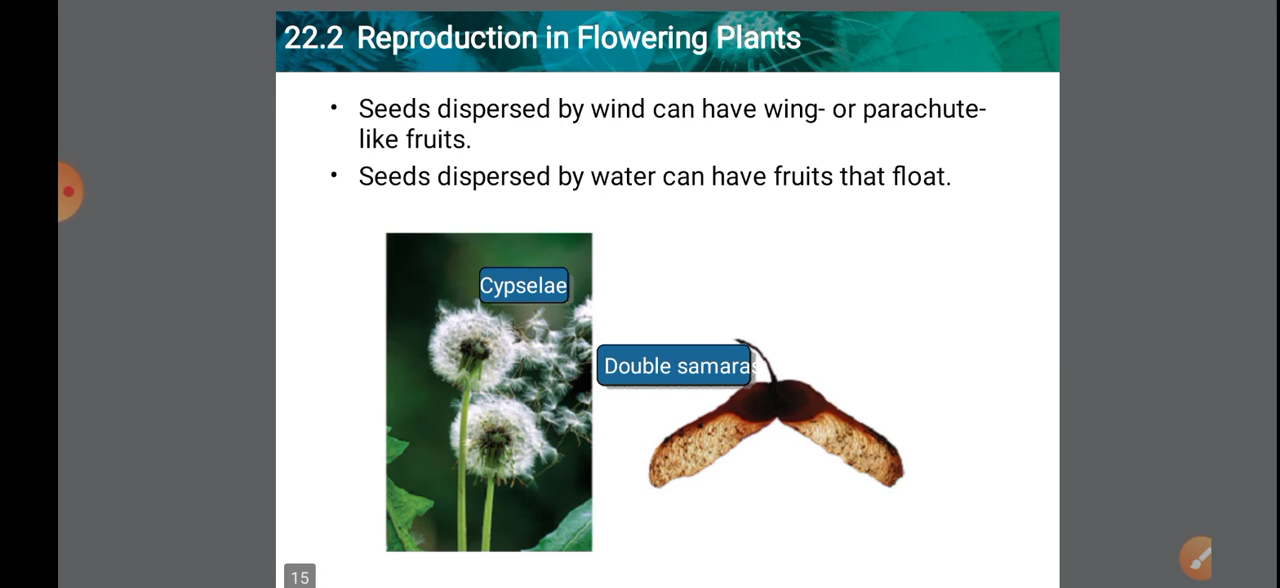 22.2 Reproduction in Flowering Plants
• Seeds dispersed by wind can have wing- or parachute-
like fruits.
• Seeds dispersed by water can have fruits that float.
Cypselae
Double samaras
15